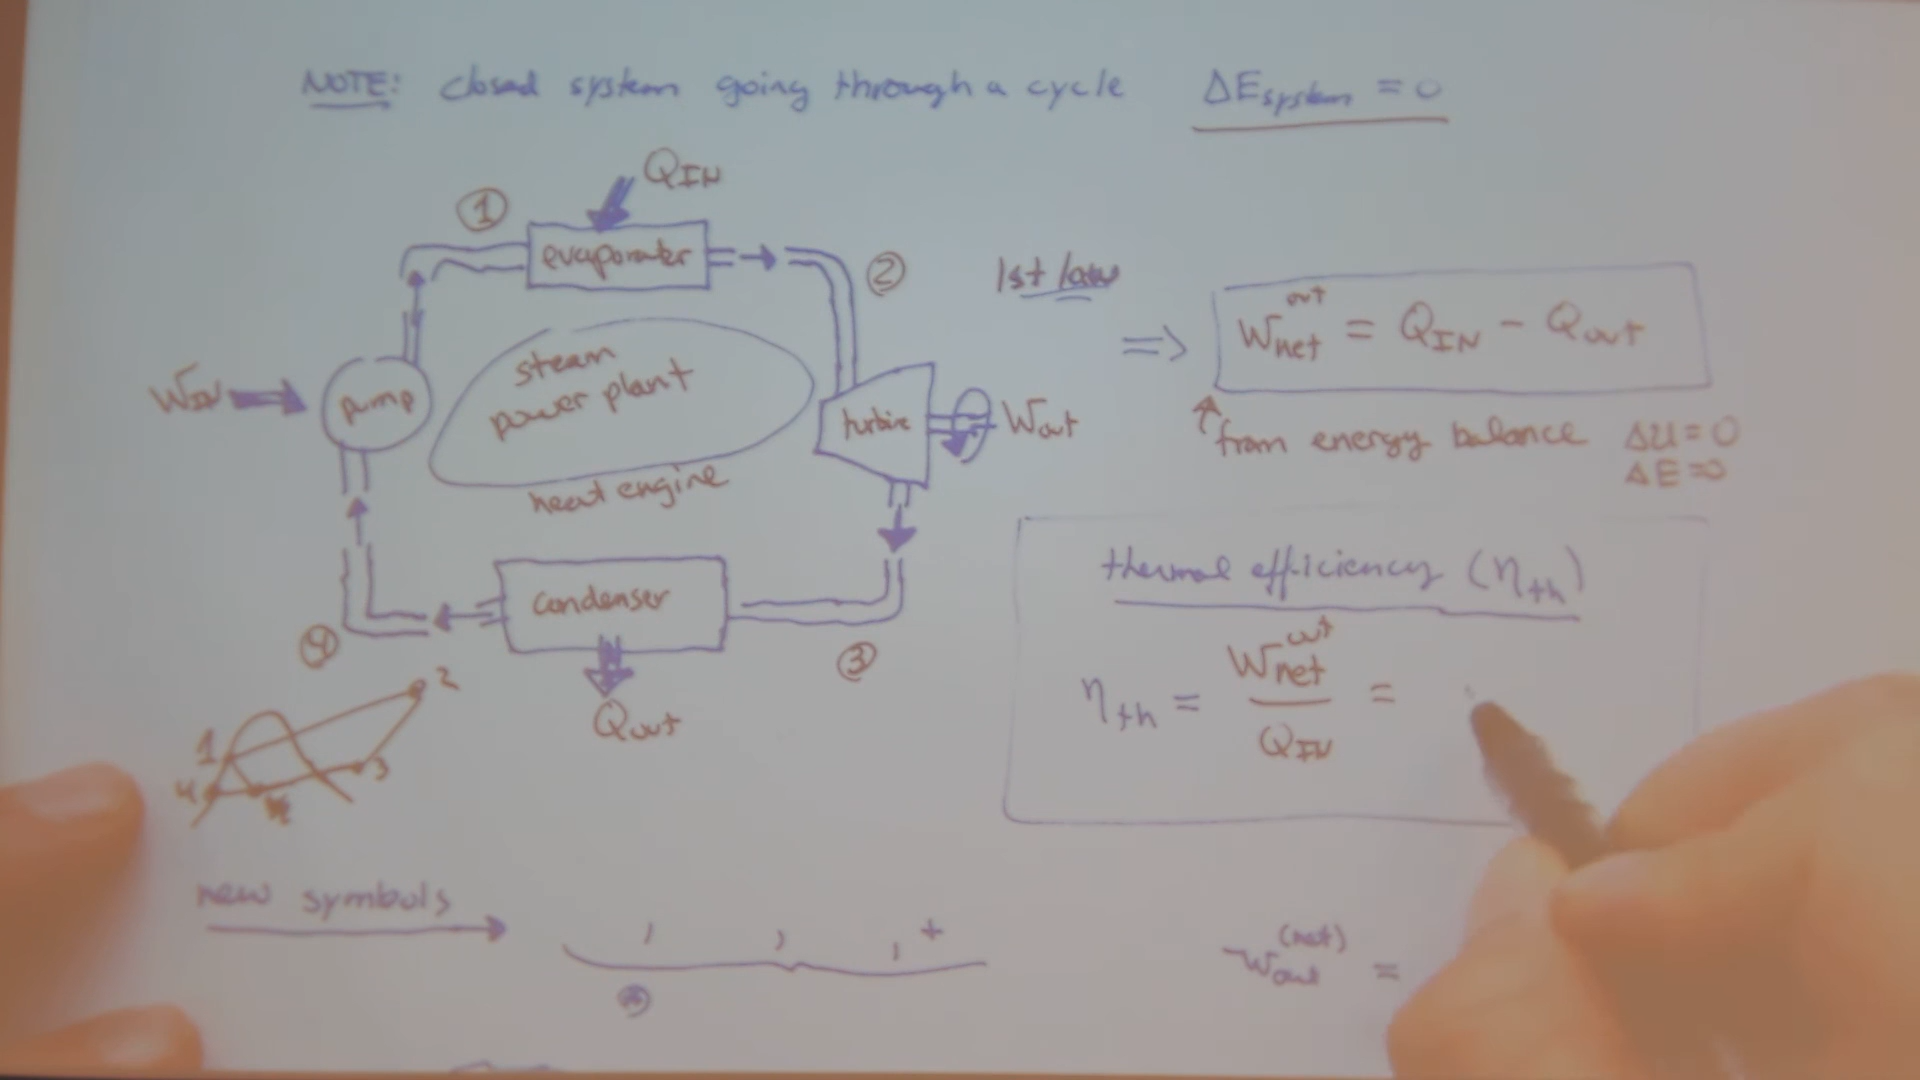 NOTE: closed system going through a cycle ΔEsystem = 0
QIN
①
evaporator
②
1st law
⇒ Wnet^out = QIN - Qout
steam
power plant
WIN
pump
turbine
Wout
from energy balance ΔU = 0
ΔE = 0
heat engine
thermal efficiency (ηth)
condenser
④
③
ηth = Wnet^out / QIN =
Qout
2
1
4
3
new symbols
, , , +
Wout^(net) =